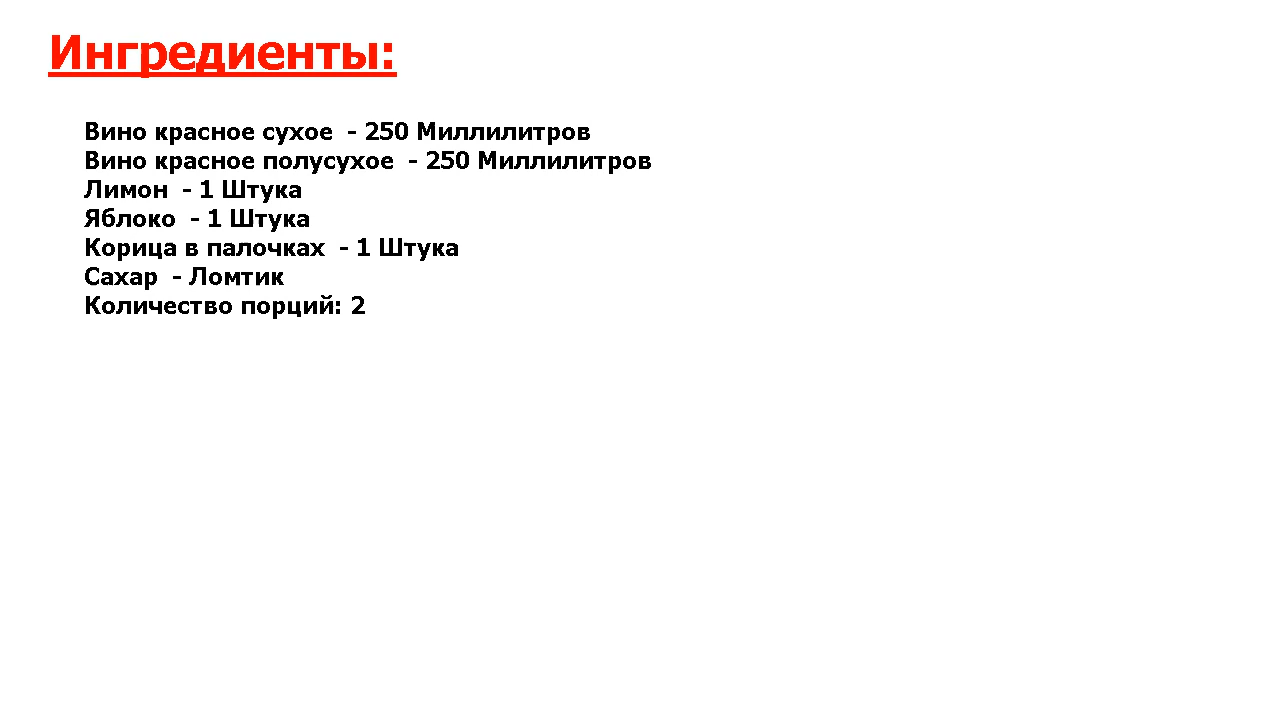 Ингредиенты:
Вино красное сухое - 250 Миллилитров
Вино красное полусухое - 250 Миллилитров
Лимон - 1 Штука
Яблоко - 1 Штука
Корица в палочках - 1 Штука
Сахар - Ломтик
Количество порций: 2